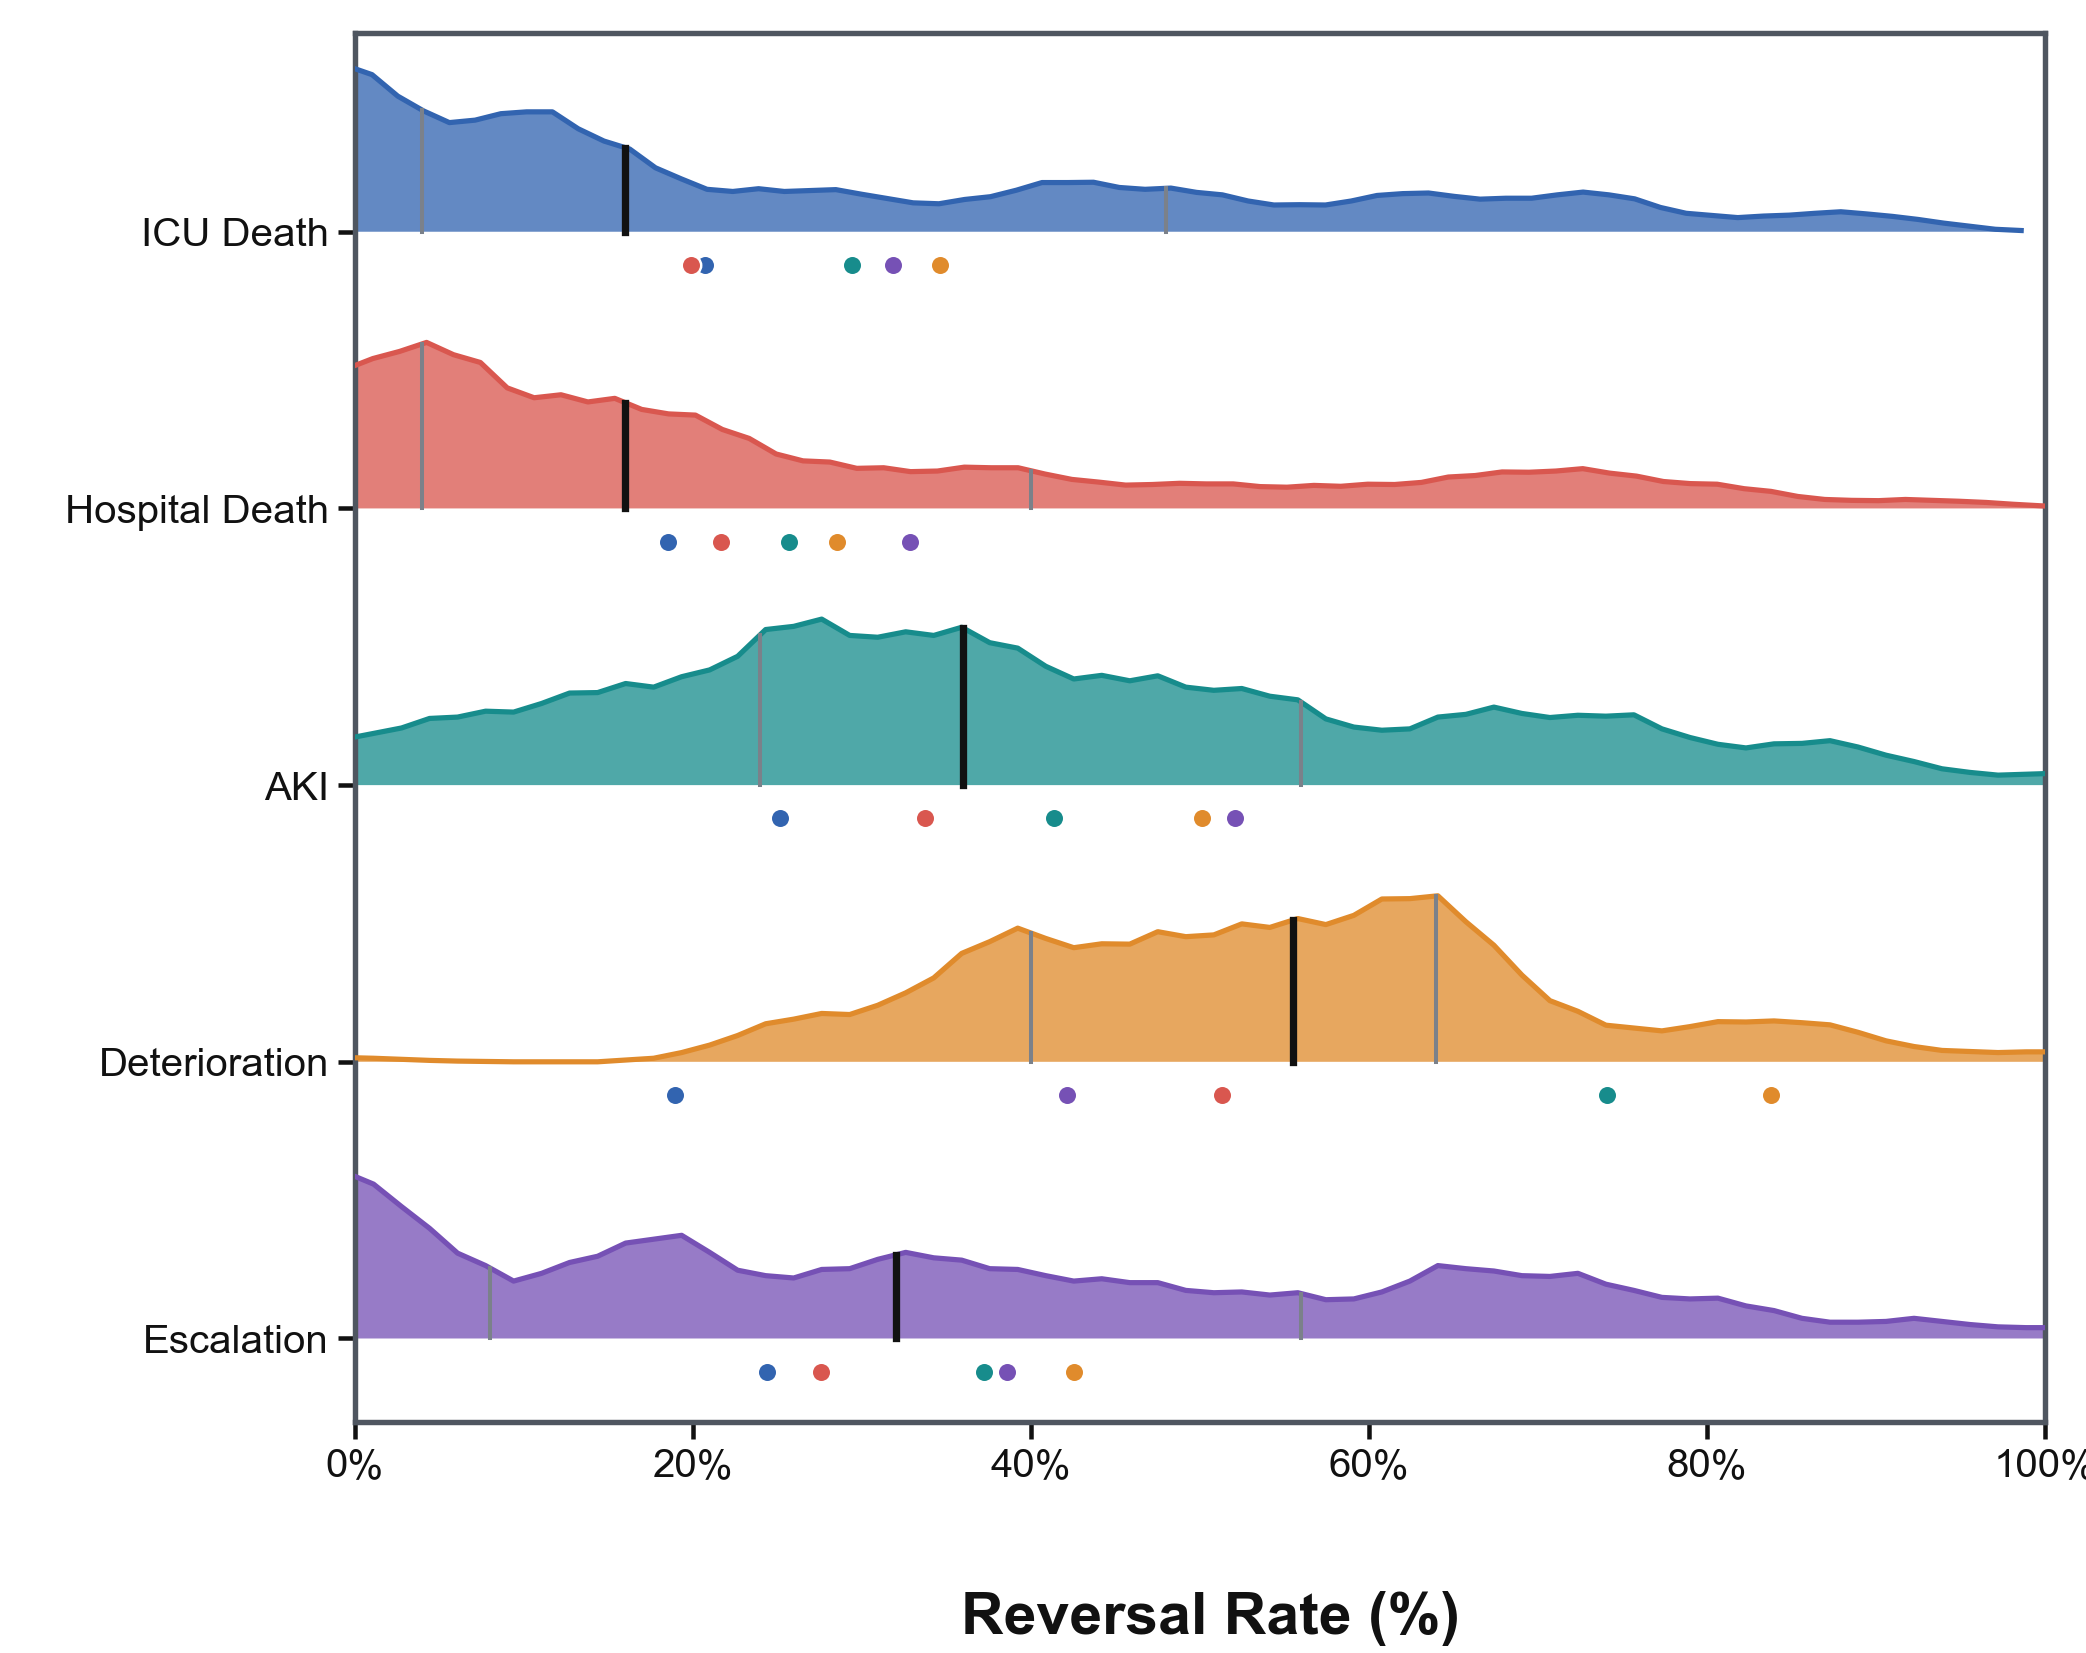 ICU Death
Hospital Death
AKI
Deterioration
Escalation
0% 20% 40% 60% 80% 100%
Reversal Rate (%)